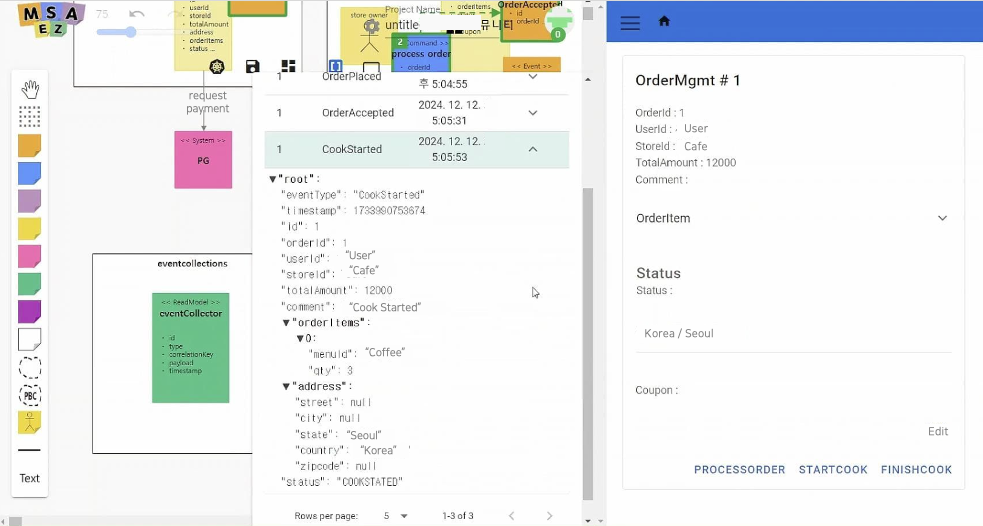 MSA
EZ
75
userId
storeId
totalAmount
address
orderItems
status ...
request
payment
<< System >>
PG
eventcollections
<< ReadModel >>
eventCollector
id
type
correlationKey
payload
timestamp
PBC
Text
store owner
Project Name
untitle
뮤니티
orderItems
coupon
OrderAccepted
id
orderId
0
2
Command >>
process order
orderId
<< Event >>
1 OrderPlaced 후 5:04:55
1 OrderAccepted 2024. 12. 12. 5:05:31
1 CookStarted 2024. 12. 12. 5:05:53
"root":
"eventType": "CookStarted"
"timestamp": 1733990753674
"id": 1
"orderId": 1
"userId": "User"
"storeId": "Cafe"
"totalAmount": 12000
"comment": "Cook Started"
"orderItems":
0:
"menuId": "Coffee"
"qty": 3
"address":
"street": null
"city": null
"state": "Seoul"
"country": "Korea"
"zipcode": null
"status": "COOKSTATED"
Rows per page: 5 1-3 of 3
OrderMgmt # 1
OrderId : 1
UserId : User
StoreId : Cafe
TotalAmount : 12000
Comment :
OrderItem
Status
Status :
Korea / Seoul
Coupon :
Edit
PROCESSORDER STARTCOOK FINISHCOOK